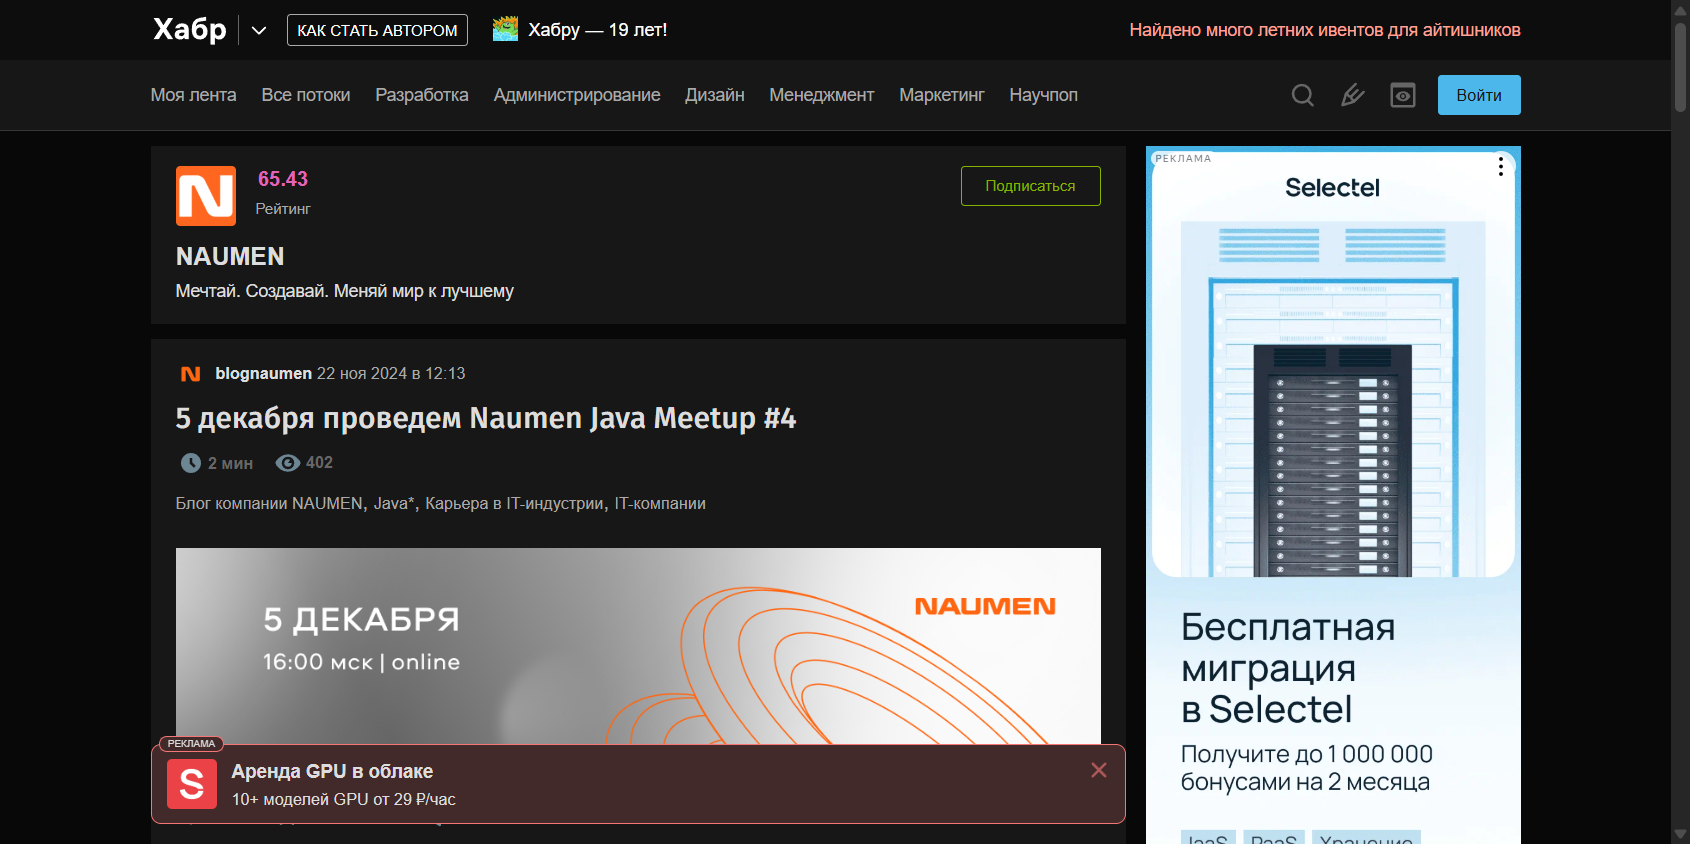 Хабр
КАК СТАТЬ АВТОРОМ
Хабру — 19 лет!
Найдено много летних ивентов для айтишников
Моя лента Все потоки Разработка Администрирование Дизайн Менеджмент Маркетинг Научпоп
Войти
N
65.43
Рейтинг
Подписаться
NAUMEN
Мечтай. Создавай. Меняй мир к лучшему
N blognaumen 22 ноя 2024 в 12:13
5 декабря проведем Naumen Java Meetup #4
2 мин 402
Блог компании NAUMEN, Java*, Карьера в IT-индустрии, IT-компании
5 ДЕКАБРЯ
16:00 мск | online
NAUMEN
РЕКЛАМА
S
Аренда GPU в облаке
10+ моделей GPU от 29 ₽/час
РЕКЛАМА
Selectel
Бесплатная
миграция
в Selectel
Получите до 1 000 000
бонусами на 2 месяца
IaaS PaaS Хранение